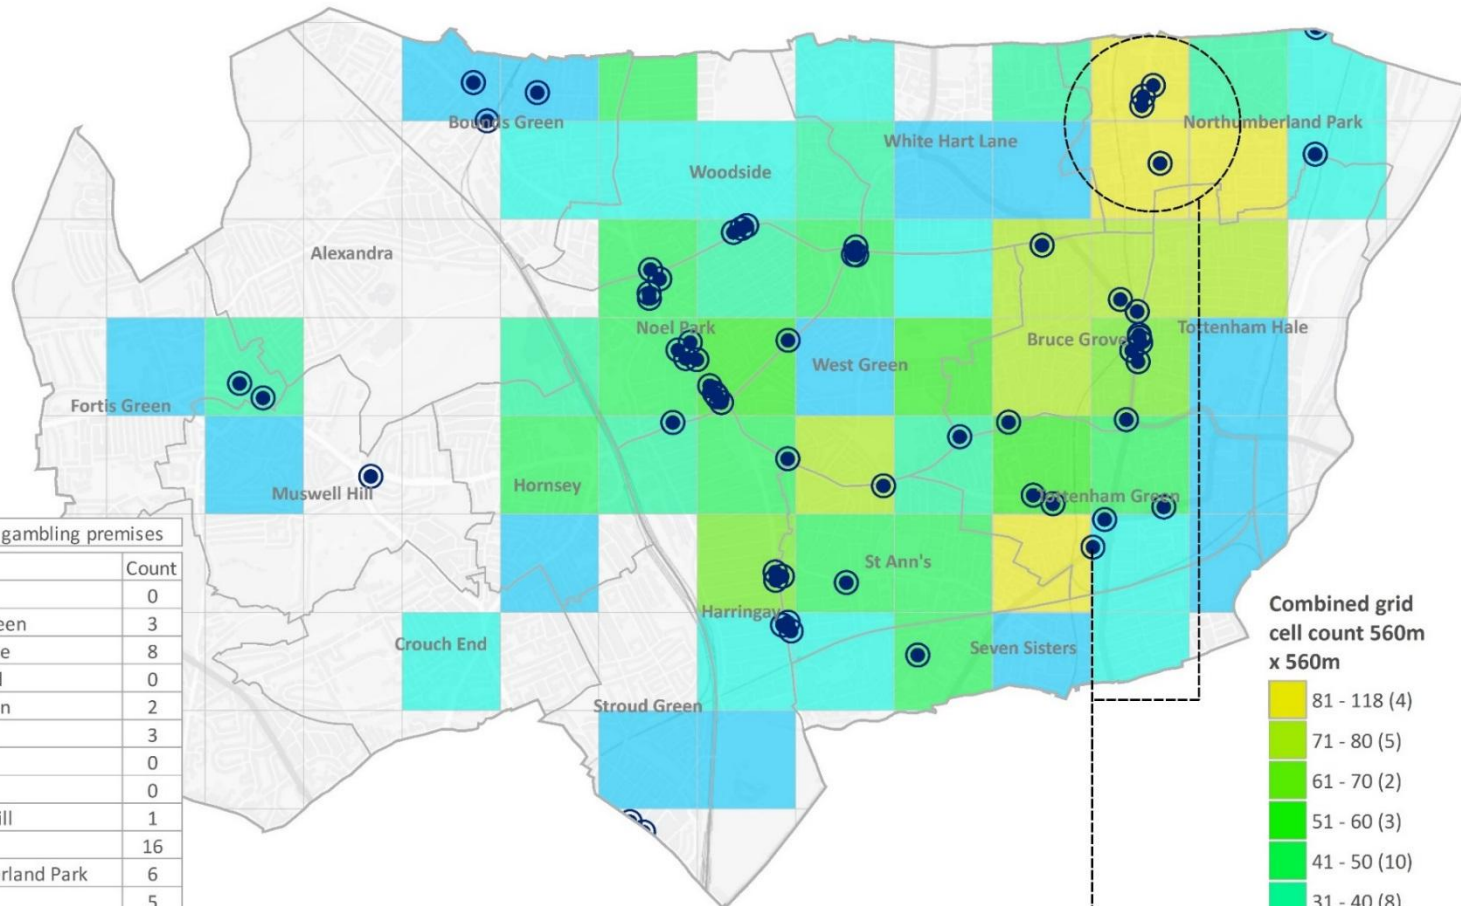 Bounds Green
Northumberland Park
White Hart Lane
Woodside
Alexandra
Noel Park
Bruce Grove
Tottenham Hale
West Green
Fortis Green
Hornsey
Muswell Hill
Tottenham Green
gambling premises
St Ann's
Count
0
een 3
Harringay
Combined grid
cell count 560m
x 560m
Crouch End
Seven Sisters
e 8
0
n 2
Stroud Green
81 - 118 (4)
3
71 - 80 (5)
0
0
61 - 70 (2)
ill 1
51 - 60 (3)
16
41 - 50 (10)
rland Park 6
5
31 - 40 (8)